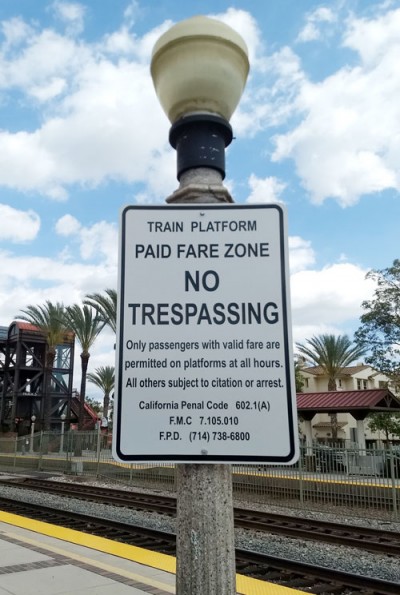 TRAIN PLATFORM
PAID FARE ZONE
NO
TRESPASSING
Only passengers with valid fare are
permitted on platforms at all hours.
All others subject to citation or arrest.
California Penal Code 602.1(A)
F.M.C 7.105.010
F.P.D. (714) 738-6800